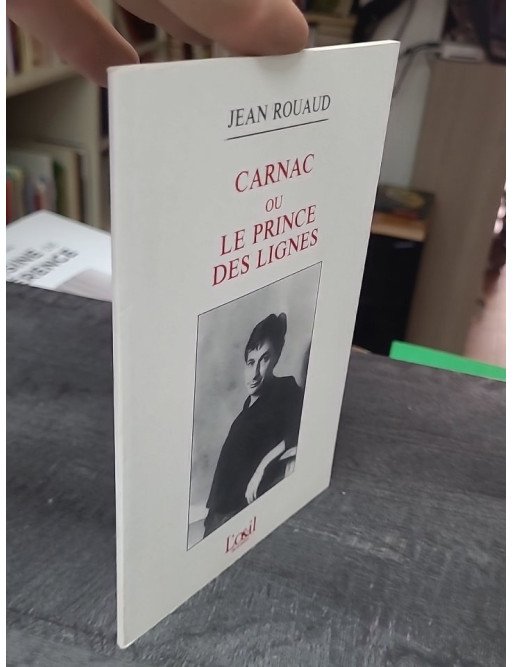 JEAN ROUAUD
CARNAC
OU
LE PRINCE
DES LIGNES
L'œil